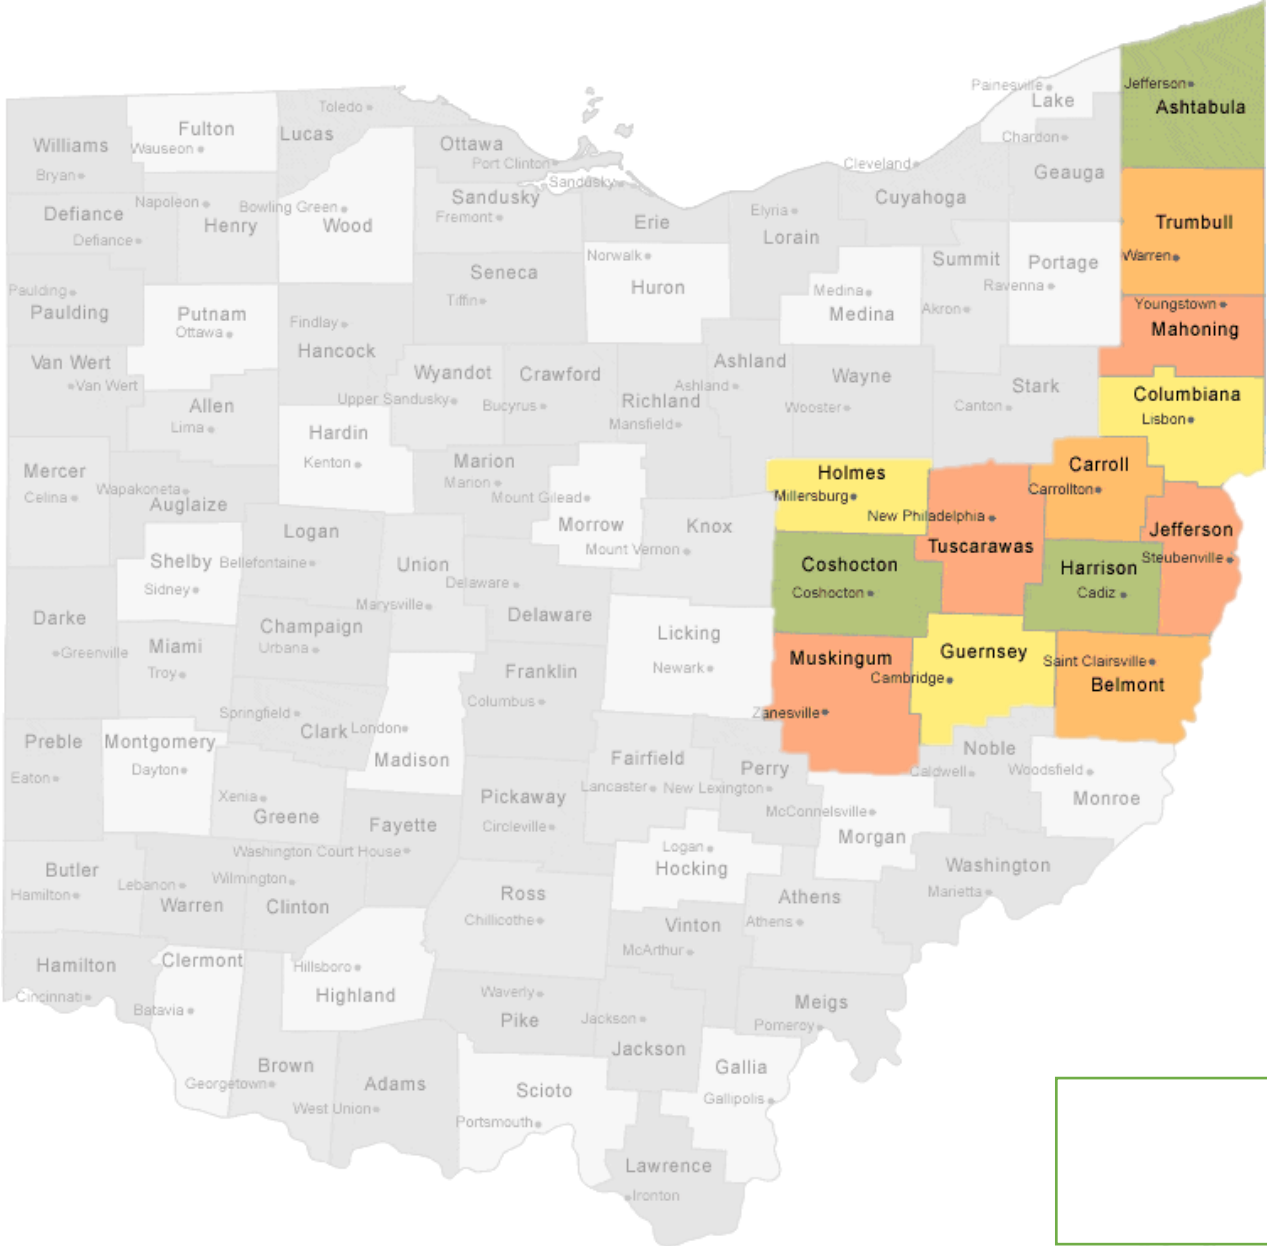 Jefferson
Ashtabula
Painesville
Lake
Chardon
Geauga
Toledo
Lucas
Fulton
Wauseon
Williams
Bryan
Ottawa
Port Clinton
Sandusky
Cleveland
Cuyahoga
Trumbull
Warren
Defiance
Defiance
Napoleon
Henry
Bowling Green
Wood
Sandusky
Fremont
Erie
Elyria
Lorain
Norwalk
Huron
Medina
Medina
Summit
Akron
Portage
Ravenna
Youngstown
Mahoning
Paulding
Paulding
Putnam
Ottawa
Findlay
Hancock
Seneca
Tiffin
Van Wert
Van Wert
Allen
Lima
Wyandot
Upper Sandusky
Crawford
Bucyrus
Richland
Mansfield
Ashland
Ashland
Wayne
Wooster
Stark
Canton
Columbiana
Lisbon
Hardin
Kenton
Mercer
Celina
Wapakoneta
Auglaize
Marion
Marion
Mount Gilead
Morrow
Knox
Mount Vernon
Holmes
Millersburg
New Philadelphia
Tuscarawas
Carroll
Carrollton
Jefferson
Steubenville
Logan
Bellefontaine
Shelby
Sidney
Union
Marysville
Delaware
Delaware
Coshocton
Coshocton
Harrison
Cadiz
Darke
Greenville
Miami
Troy
Champaign
Urbana
Licking
Newark
Muskingum
Zanesville
Guernsey
Cambridge
Saint Clairsville
Belmont
Franklin
Columbus
Springfield
Clark
London
Madison
Preble
Eaton
Montgomery
Dayton
Xenia
Greene
Fairfield
Lancaster
Perry
New Lexington
Noble
Caldwell
Woodsfield
Monroe
Pickaway
Circleville
Fayette
Washington Court House
McConnelsville
Morgan
Logan
Hocking
Washington
Marietta
Butler
Hamilton
Lebanon
Warren
Wilmington
Clinton
Ross
Chillicothe
Athens
Athens
Vinton
McArthur
Hamilton
Cincinnati
Clermont
Batavia
Hillsboro
Highland
Waverly
Pike
Jackson
Jackson
Meigs
Pomeroy
Brown
Georgetown
Adams
West Union
Scioto
Portsmouth
Gallia
Gallipolis
Lawrence
Ironton